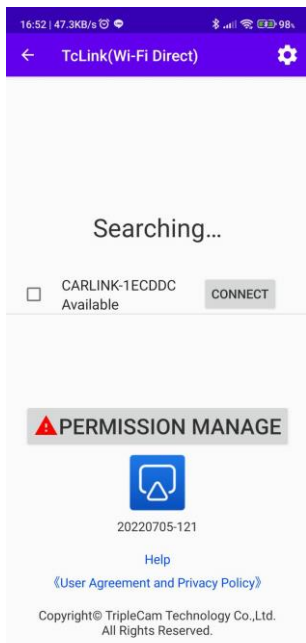 16:52 | 47.3KB/s 98%
TcLink(Wi-Fi Direct)
Searching...
CARLINK-1ECDDC
Available
CONNECT
PERMISSION MANAGE
20220705-121
Help
《User Agreement and Privacy Policy》
Copyright© TripleCam Technology Co.,Ltd.
All Rights Reserved.